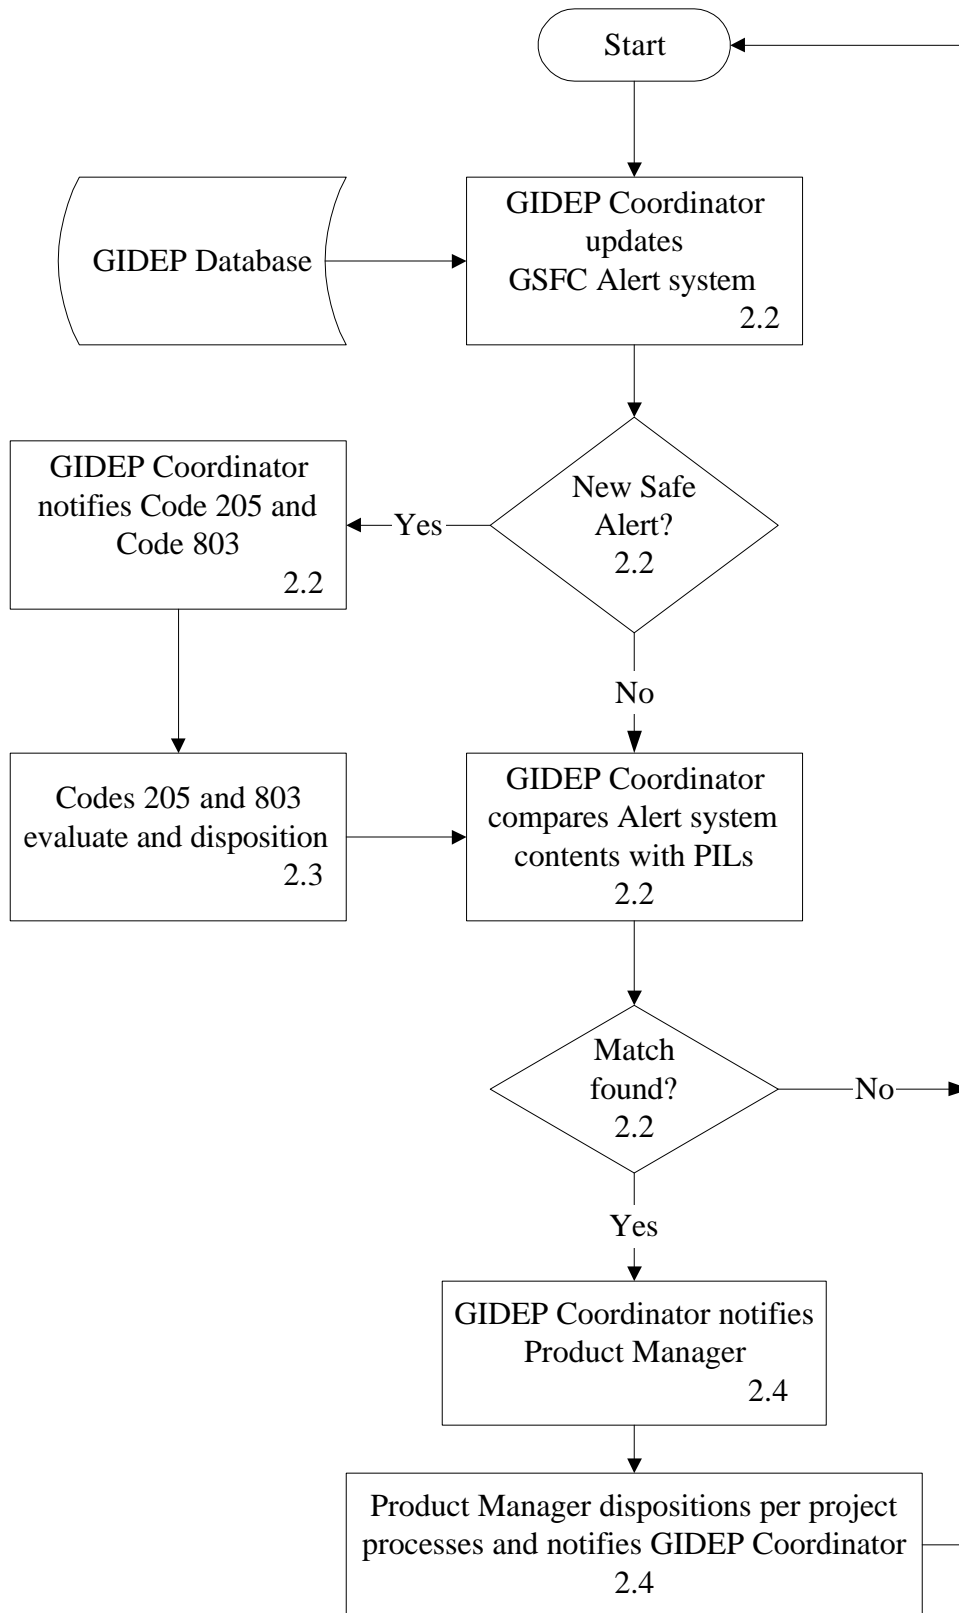 Start
GIDEP Database
GIDEP Coordinator
updates
GSFC Alert system
2.2
New Safe
Alert?
2.2
Yes
GIDEP Coordinator
notifies Code 205 and
Code 803
2.2
No
Codes 205 and 803
evaluate and disposition
2.3
GIDEP Coordinator
compares Alert system
contents with PILs
2.2
Match
found?
2.2
No
Yes
GIDEP Coordinator notifies
Product Manager
2.4
Product Manager dispositions per project
processes and notifies GIDEP Coordinator
2.4